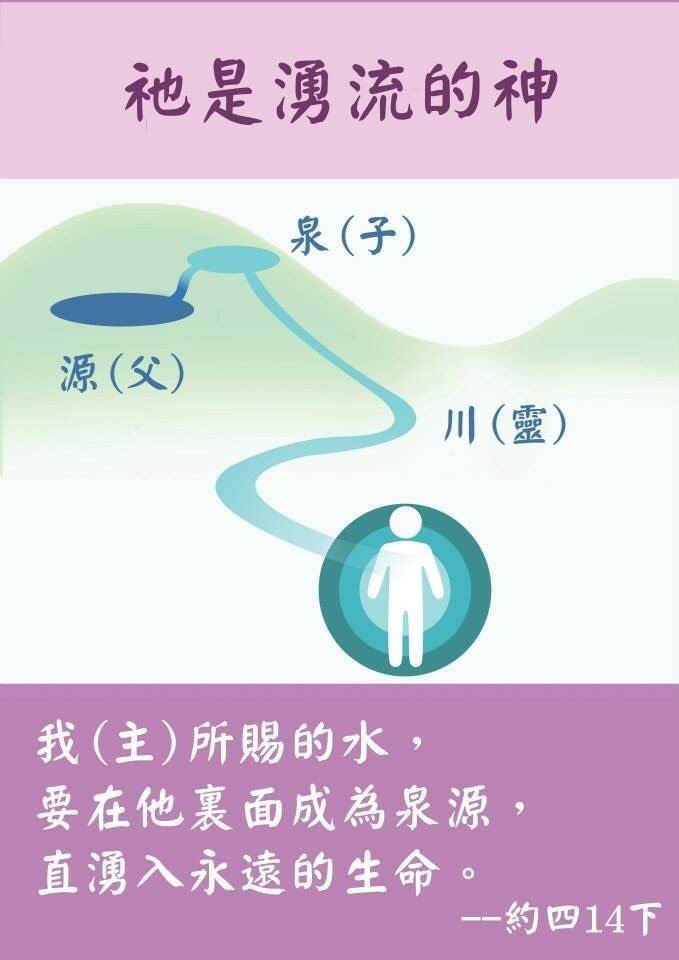 祂是湧流的神
泉(子)
源(父)
川(靈)
我(主)所賜的水，
要在他裏面成為泉源，
直湧入永遠的生命。
--約四14下